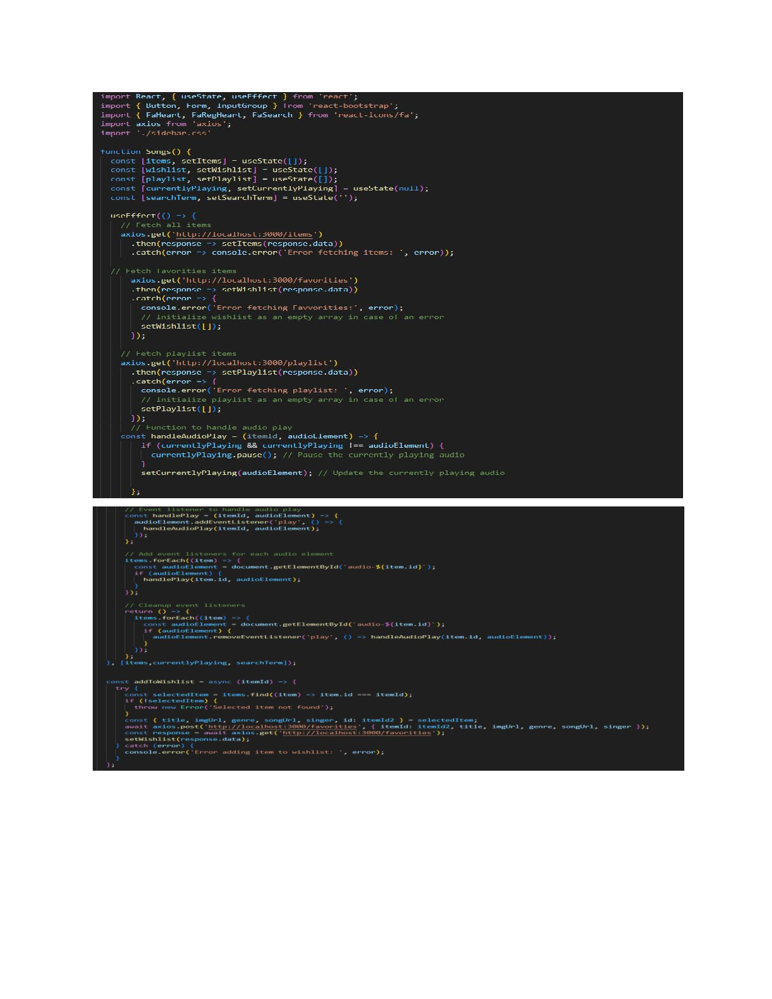 import React, { useState, useEffect } from 'react';
import { Button, Form, InputGroup } from 'react-bootstrap';
import { FaHeart, FaRegHeart, FaSearch } from 'react-icons/fa';
import axios from 'axios';
import './sidebar.css'
function Songs() {
const [items, setItems] = useState([]);
const [wishlist, setWishlist] = useState([]);
const [playlist, setPlaylist] = useState([]);
const [currentlyPlaying, setCurrentlyPlaying] = useState(null);
const [searchTerm, setSearchTerm] = useState('');
useEffect(() => {
// Fetch all items
axios.get('http://localhost:3000/items')
.then(response => setItems(response.data))
.catch(error => console.error('Error fetching items: ', error));
// Fetch favorities items
axios.get('http://localhost:3000/favorities')
.then(response => setWishlist(response.data))
.catch(error => {
console.error('Error fetching Favvorities:', error);
// Initialize wishlist as an empty array in case of an error
setWishlist([]);
});
// Fetch playlist items
axios.get('http://localhost:3000/playlist')
.then(response => setPlaylist(response.data))
.catch(error => {
console.error('Error fetching playlist: ', error);
// Initialize playlist as an empty array in case of an error
setPlaylist([]);
});
// Function to handle audio play
const handleAudioPlay = (itemId, audioElement) => {
if (currentlyPlaying && currentlyPlaying !== audioElement) {
currentlyPlaying.pause(); // Pause the currently playing audio
}
setCurrentlyPlaying(audioElement); // Update the currently playing audio
};
// Event listener to handle audio play
const handlePlay = (itemId, audioElement) => {
audioElement.addEventListener('play', () => {
handleAudioPlay(itemId, audioElement);
});
};
// Add event listeners for each audio element
items.forEach((item) => {
const audioElement = document.getElementById(`audio-${item.id}`);
if (audioElement) {
handlePlay(item.id, audioElement);
}
});
// Cleanup event listeners
return () => {
items.forEach((item) => {
const audioElement = document.getElementById(`audio-${item.id}`);
if (audioElement) {
audioElement.removeEventListener('play', () => handleAudioPlay(item.id, audioElement));
}
});
};
}, [items,currentlyPlaying, searchTerm]);
const addToWishlist = async (itemId) => {
try {
const selectedItem = items.find((item) => item.id === itemId);
if (!selectedItem) {
throw new Error('Selected item not found');
}
const { title, imgUrl, genre, songUrl, singer, id: itemId2 } = selectedItem;
await axios.post('http://localhost:3000/favorities', { itemId: itemId2, title, imgUrl, genre, songUrl, singer });
const response = await axios.get('http://localhost:3000/favorities');
setWishlist(response.data);
} catch (error) {
console.error('Error adding item to wishlist: ', error);
}
};